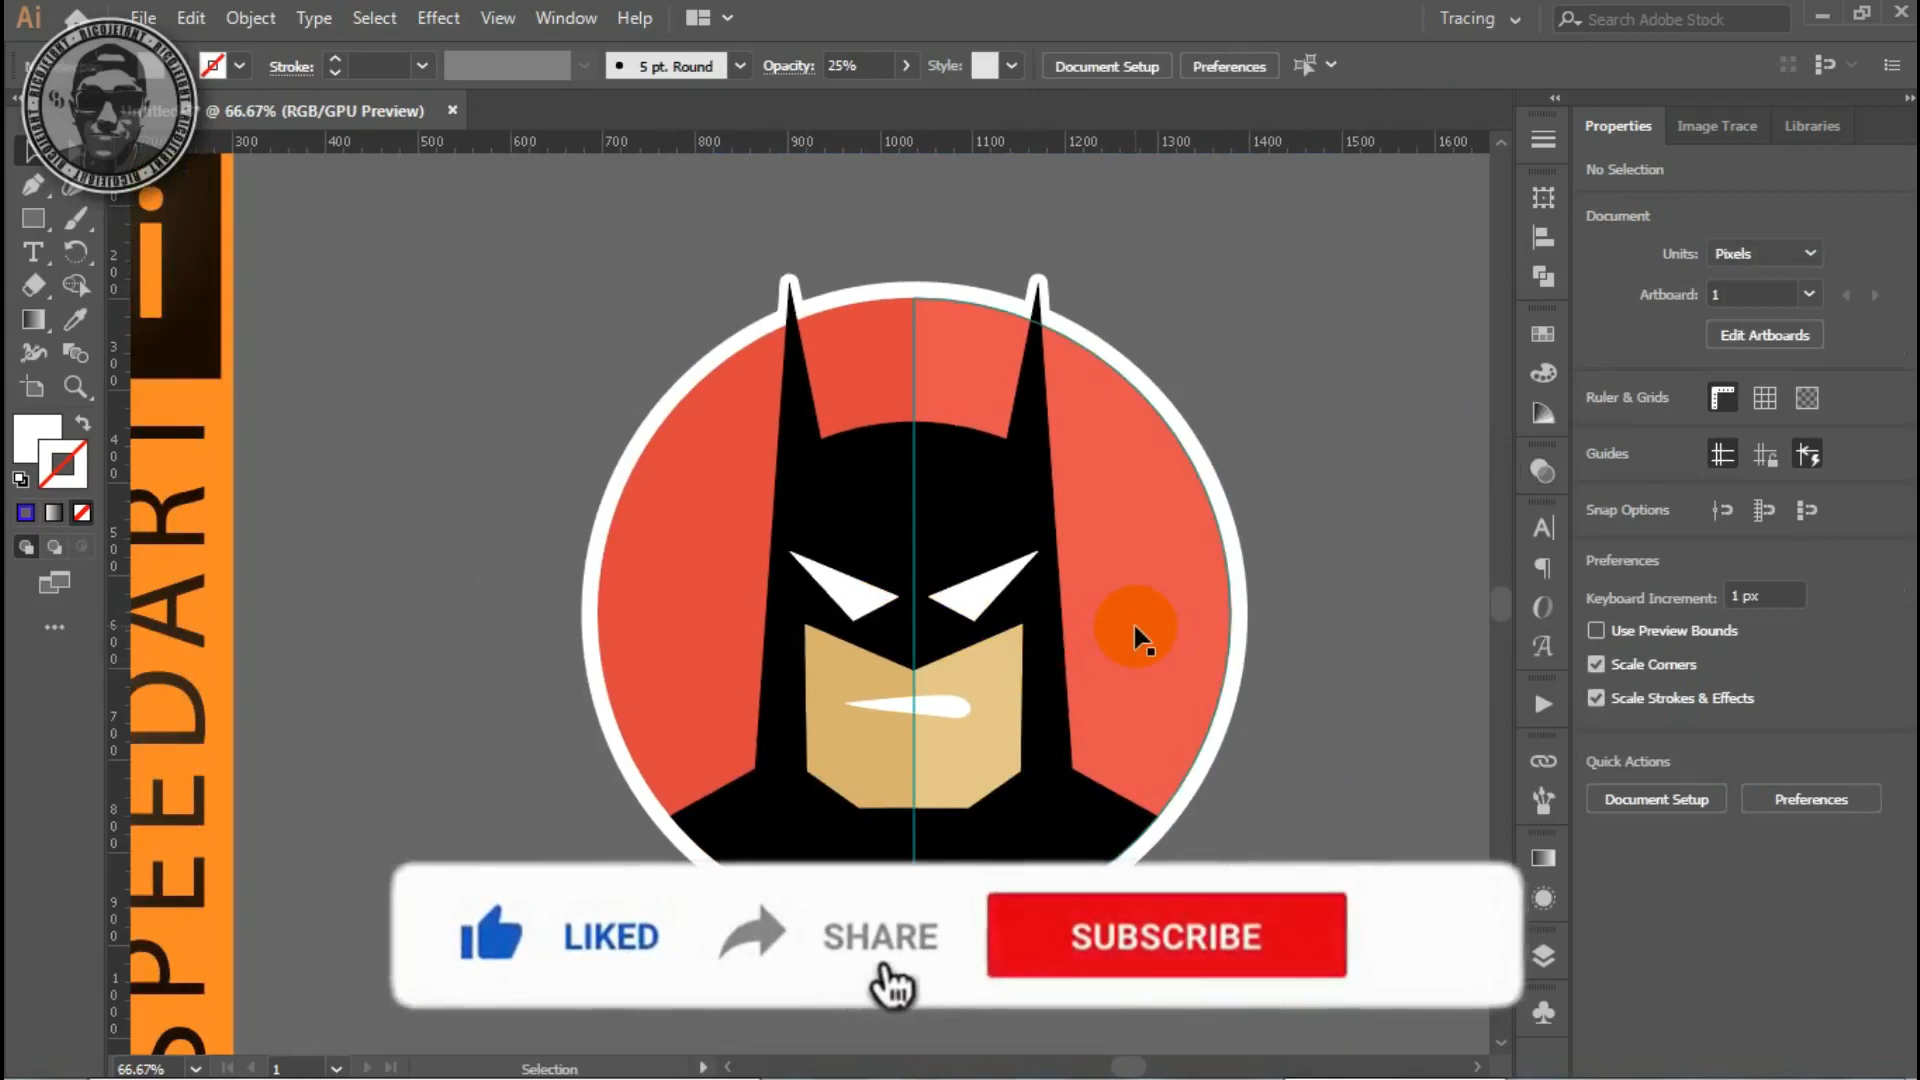 Ai File Edit Object Type Select Effect View Window Help Tracing Search Adobe Stock
Stroke: 5 pt. Round Opacity: 25% Style: Document Setup Preferences
@ 66.67% (RGB/GPU Preview)
RICOJEIGHT
300 400 500 600 700 800 900 1000 1100 1200 1300 1400 1500 1600
SPEEDART
Properties Image Trace Libraries
No Selection
Document
Units: Pixels
Artboard: 1
Edit Artboards
Ruler & Grids
Guides
Snap Options
Preferences
Keyboard Increment: 1 px
Use Preview Bounds
Scale Corners
Scale Strokes & Effects
Quick Actions
Document Setup Preferences
LIKED SHARE SUBSCRIBE
66.67% 1 Selection